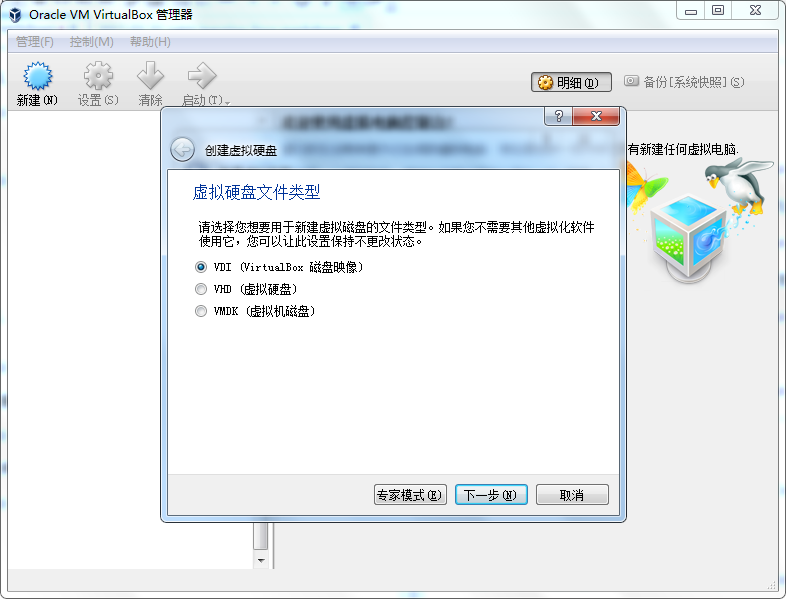 Oracle VM VirtualBox 管理器
管理(F) 控制(M) 帮助(H)
新建(N) 设置(S) 清除 启动(T)
明细(D) 备份[系统快照](S)
?
创建虚拟硬盘
有新建任何虚拟电脑.
虚拟硬盘文件类型
请选择您想要用于新建虚拟磁盘的文件类型。如果您不需要其他虚拟化软件
使用它，您可以让此设置保持不更改状态。
VDI (VirtualBox 磁盘映像)
VHD (虚拟硬盘)
VMDK (虚拟机磁盘)
专家模式(E) 下一步(N) 取消